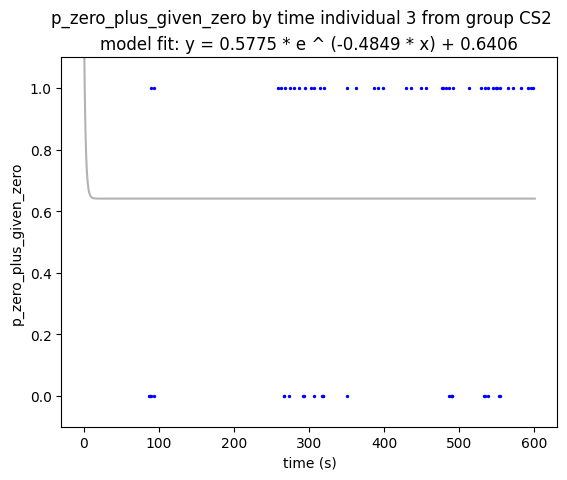 p_zero_plus_given_zero by time individual 3 from group CS2
model fit: y = 0.5775 * e ^ (-0.4849 * x) + 0.6406
p_zero_plus_given_zero
1.0
0.8
0.6
0.4
0.2
0.0
0 100 200 300 400 500 600
time (s)